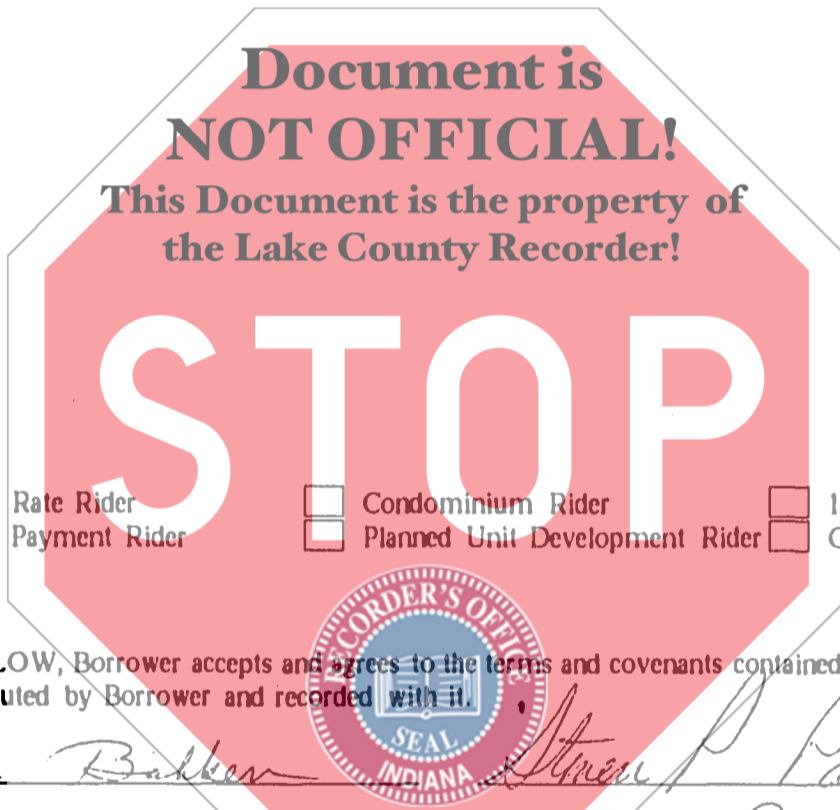 Document is
NOT OFFICIAL!
This Document is the property of
the Lake County Recorder!
STOP
Rate Rider Condominium Rider 1
Payment Rider Planned Unit Development Rider
RECORDER'S OFFICE
.OW, Borrower accepts and agrees to the terms and covenants contained
uted by Borrower and recorded with it.
SEAL
INDIANA
Bakken